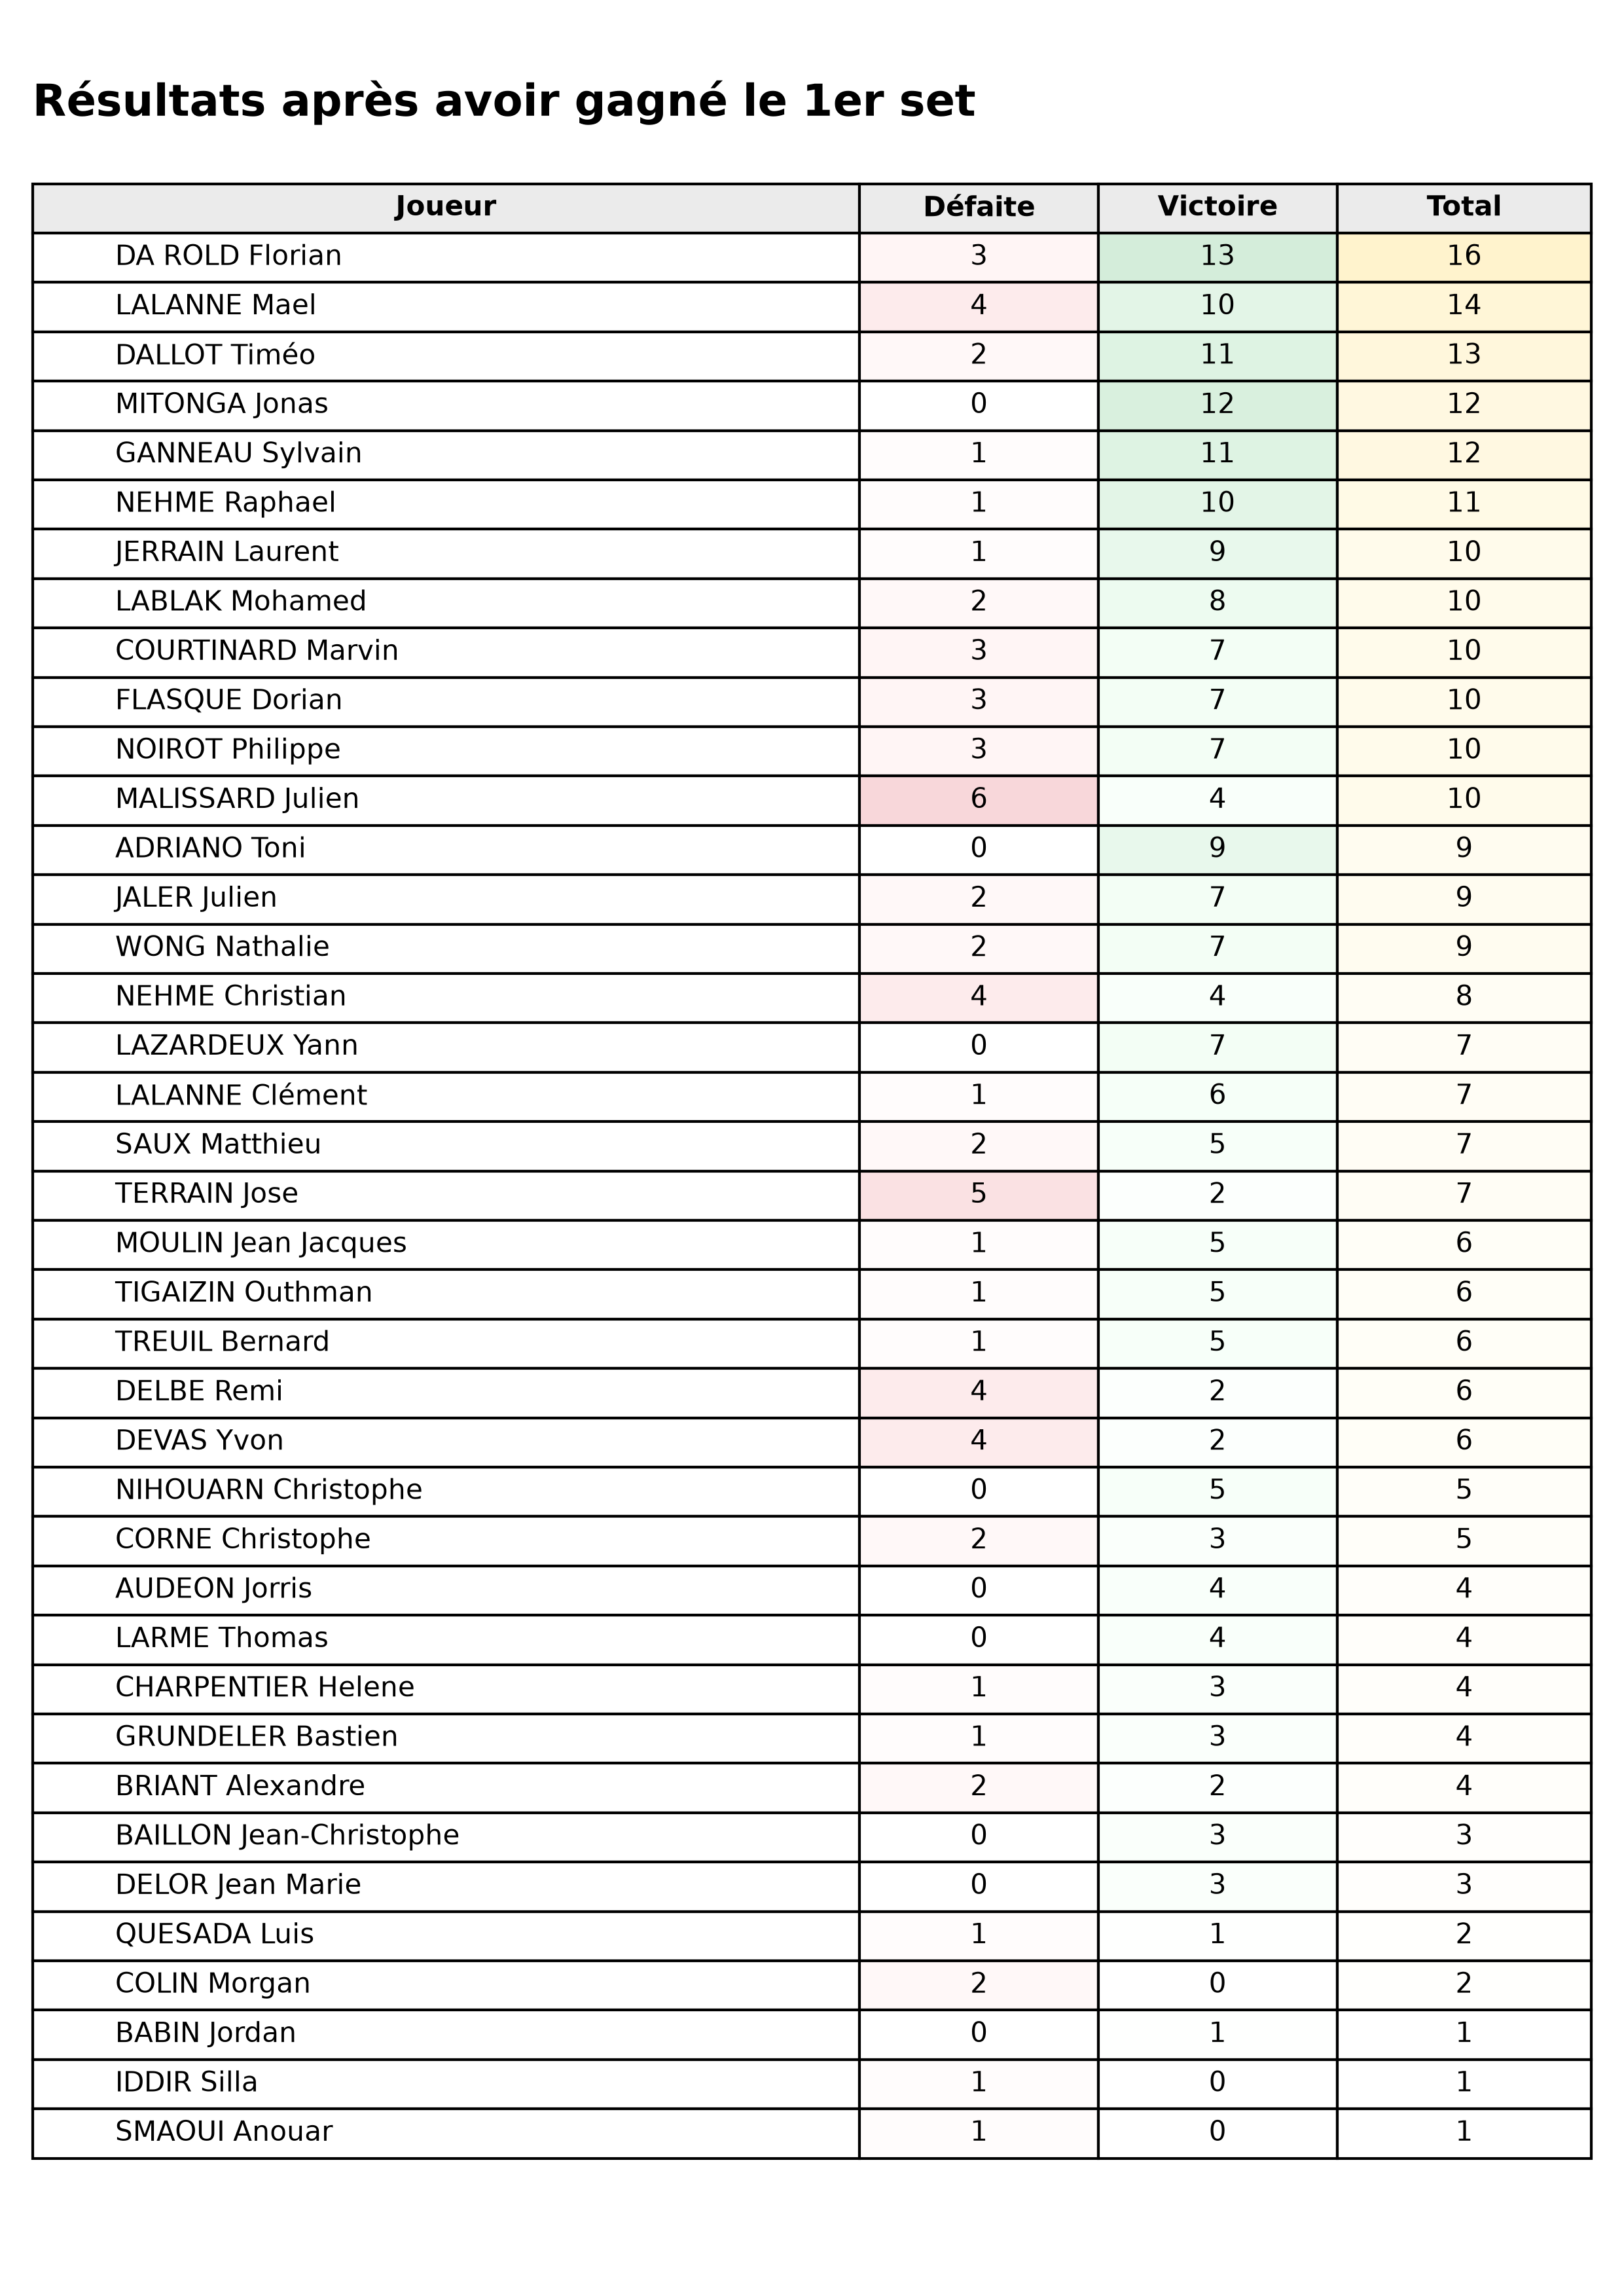 Résultats après avoir gagné le 1er set
Joueur Défaite Victoire Total
DA ROLD Florian 3 13 16
LALANNE Mael 4 10 14
DALLOT Timéo 2 11 13
MITONGA Jonas 0 12 12
GANNEAU Sylvain 1 11 12
NEHME Raphael 1 10 11
JERRAIN Laurent 1 9 10
LABLAK Mohamed 2 8 10
COURTINARD Marvin 3 7 10
FLASQUE Dorian 3 7 10
NOIROT Philippe 3 7 10
MALISSARD Julien 6 4 10
ADRIANO Toni 0 9 9
JALER Julien 2 7 9
WONG Nathalie 2 7 9
NEHME Christian 4 4 8
LAZARDEUX Yann 0 7 7
LALANNE Clément 1 6 7
SAUX Matthieu 2 5 7
TERRAIN Jose 5 2 7
MOULIN Jean Jacques 1 5 6
TIGAIZIN Outhman 1 5 6
TREUIL Bernard 1 5 6
DELBE Remi 4 2 6
DEVAS Yvon 4 2 6
NIHOUARN Christophe 0 5 5
CORNE Christophe 2 3 5
AUDEON Jorris 0 4 4
LARME Thomas 0 4 4
CHARPENTIER Helene 1 3 4
GRUNDELER Bastien 1 3 4
BRIANT Alexandre 2 2 4
BAILLON Jean-Christophe 0 3 3
DELOR Jean Marie 0 3 3
QUESADA Luis 1 1 2
COLIN Morgan 2 0 2
BABIN Jordan 0 1 1
IDDIR Silla 1 0 1
SMAOUI Anouar 1 0 1